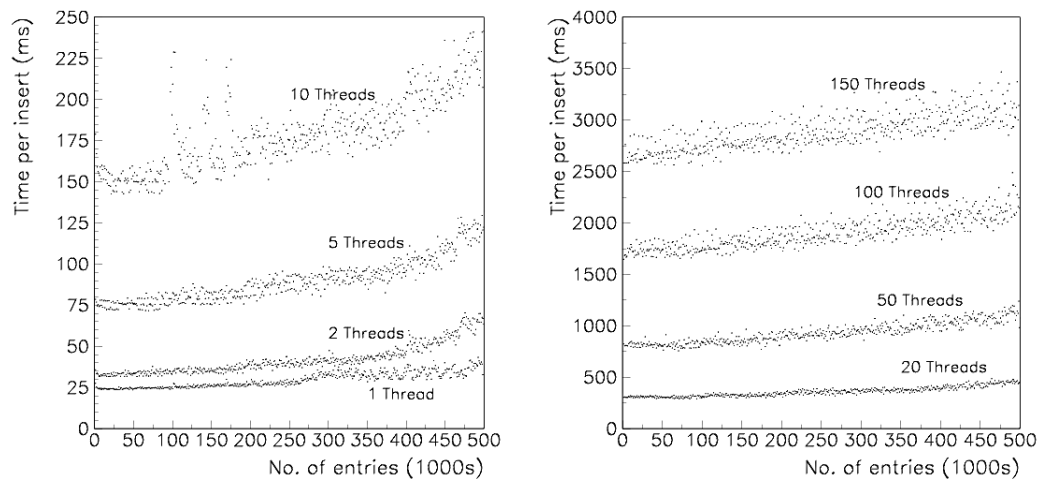 Time per insert (ms)
250
225
200
175
150
125
100
75
50
25
0
10 Threads
5 Threads
2 Threads
1 Thread
0 50 100 150 200 250 300 350 400 450 500
No. of entries (1000s)
Time per insert (ms)
4000
3500
3000
2500
2000
1500
1000
500
0
150 Threads
100 Threads
50 Threads
20 Threads
0 50 100 150 200 250 300 350 400 450 500
No. of entries (1000s)